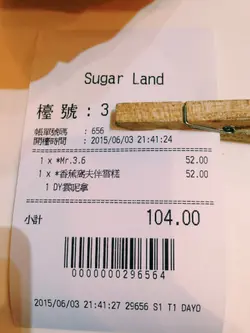 Sugar Land
檯 號 : 3
帳單號碼 : 656
開檯時間 : 2015/06/03 21:41:24
1 x *Mr.3.6 52.00
1 x *香蕉窩夫伴雪糕 52.00
1 DY雲呢拿
小計 104.00
0000000296564
2015/06/03 21:41:27 29656 S1 T1 DAYO